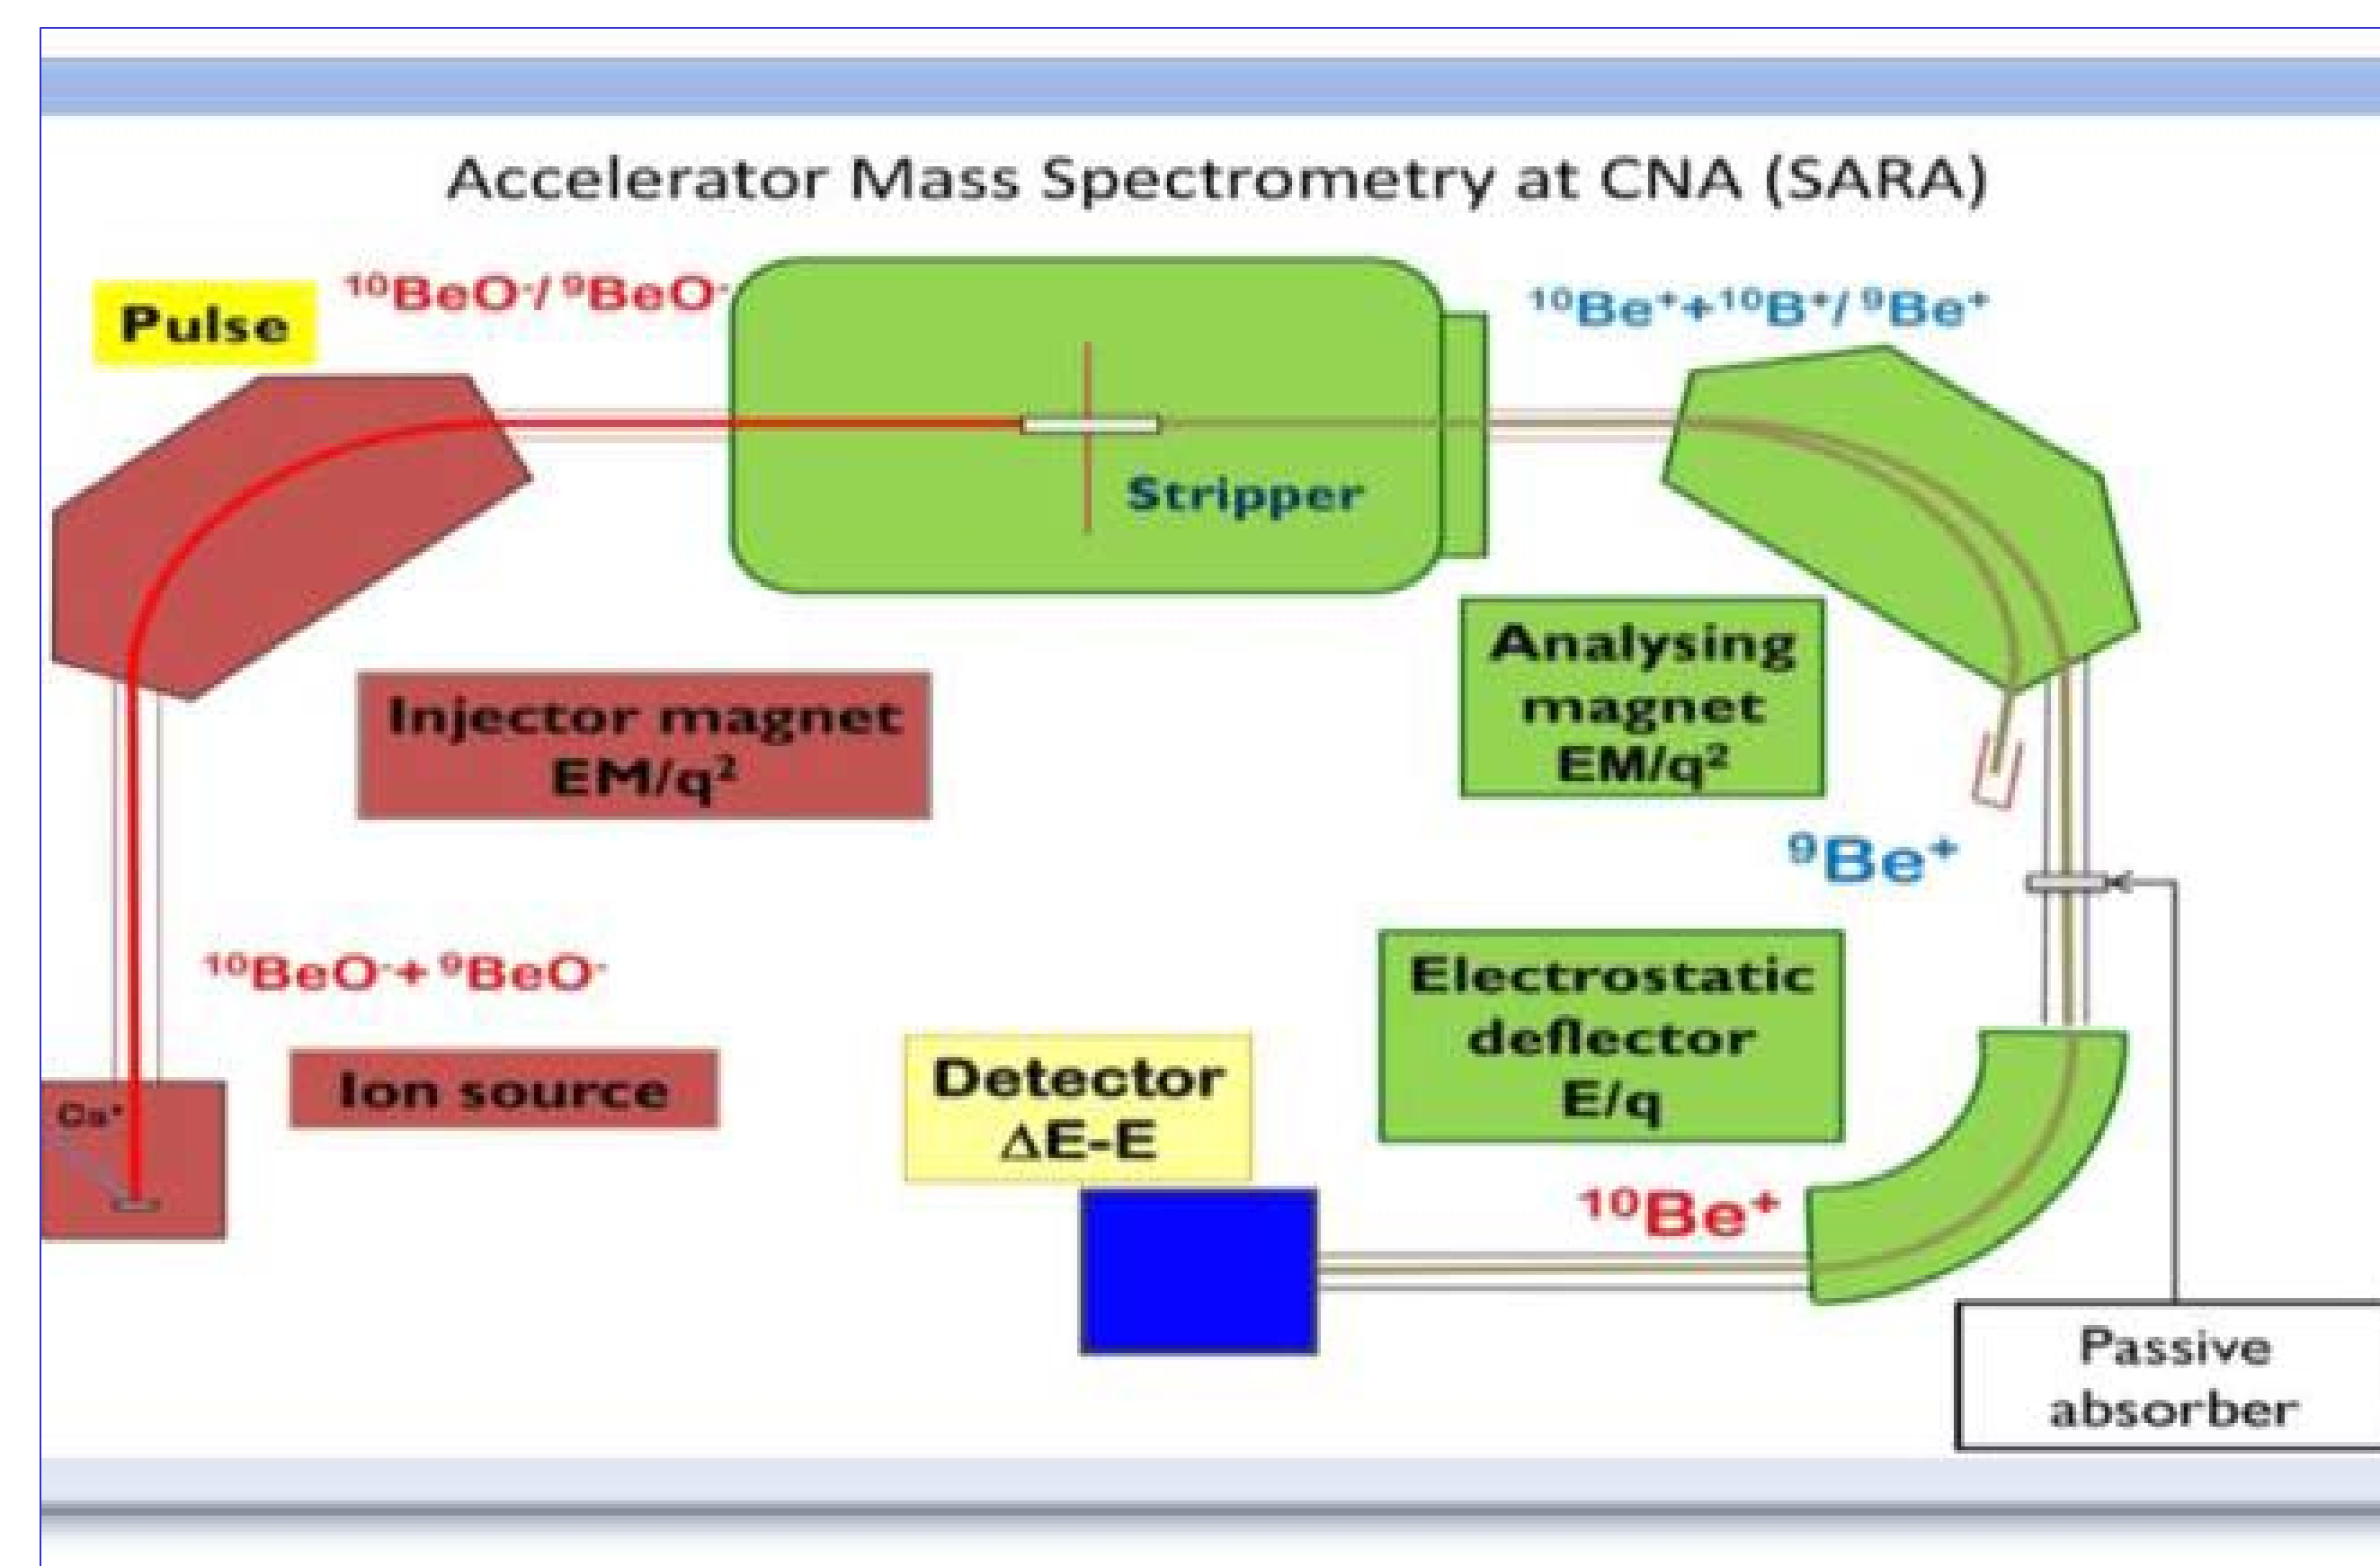 Accelerator Mass Spectrometry at CNA (SARA)
Pulse
¹⁰BeO⁻/ ⁹BeO⁻
¹⁰Be⁺+¹⁰B⁺/ ⁹Be⁺
Stripper
Injector magnet
EM/q²
Analysing
magnet
EM/q²
⁹Be⁺
¹⁰BeO⁻+ ⁹BeO⁻
Ion source
Cs⁺
Electrostatic
deflector
E/q
Detector
ΔE-E
¹⁰Be⁺
Passive
absorber